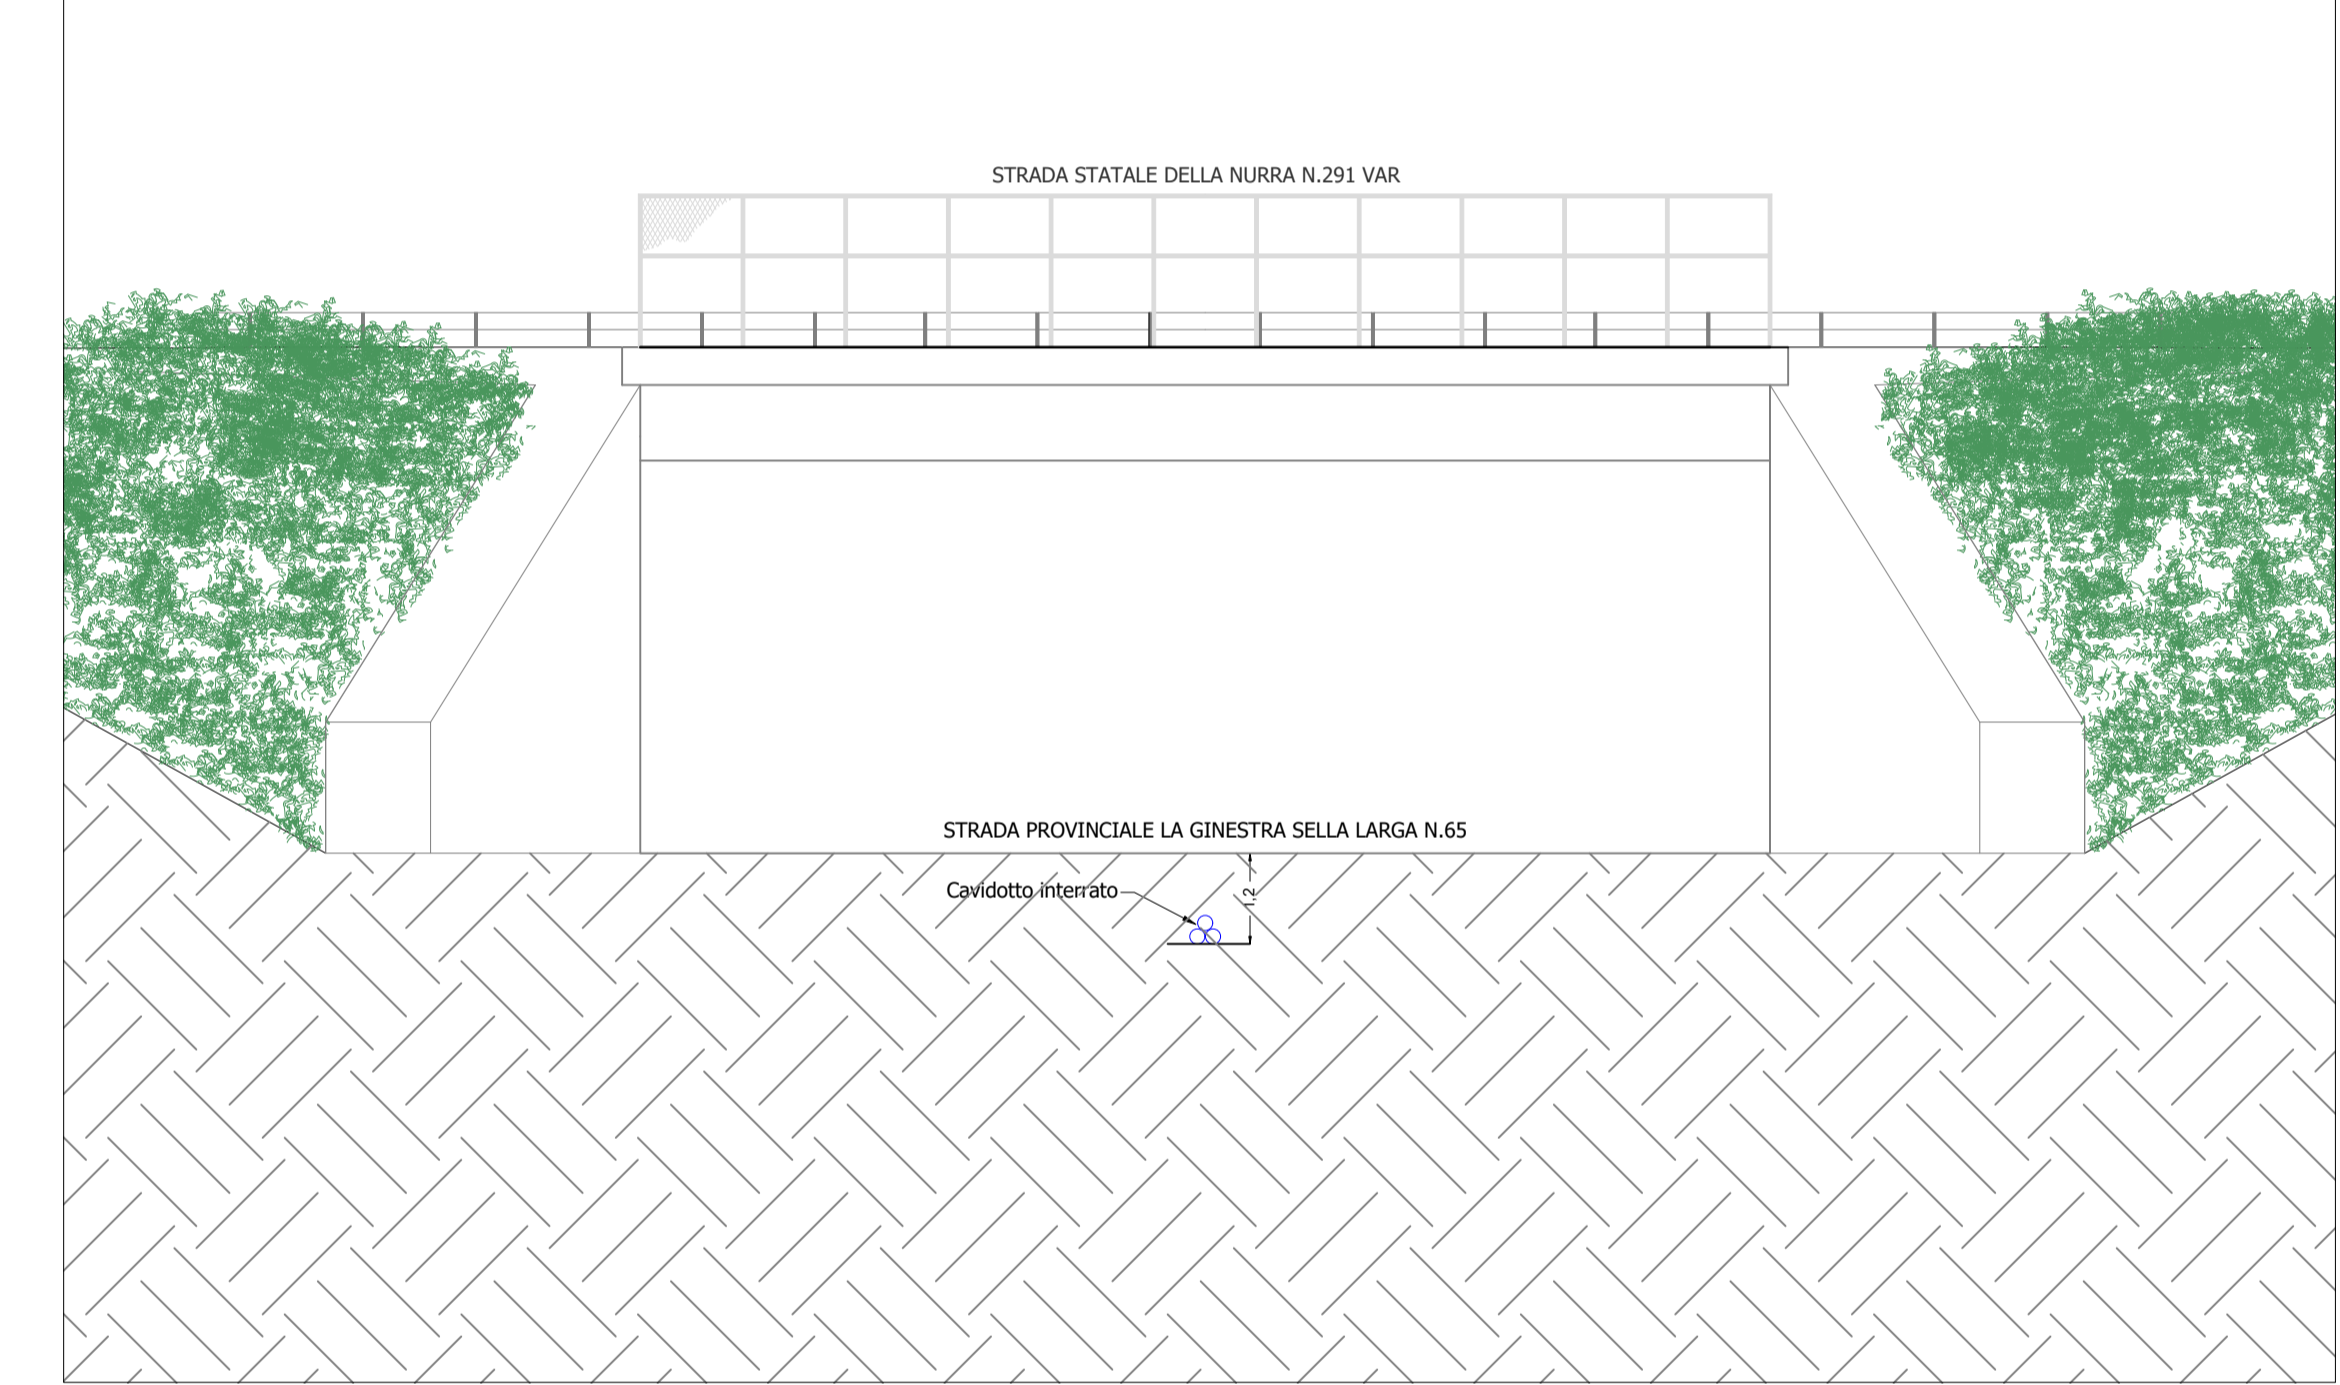 STRADA STATALE DELLA NURRA N.291 VAR
STRADA PROVINCIALE LA GINESTRA SELLA LARGA N.65
Cavidotto interrato
1,2